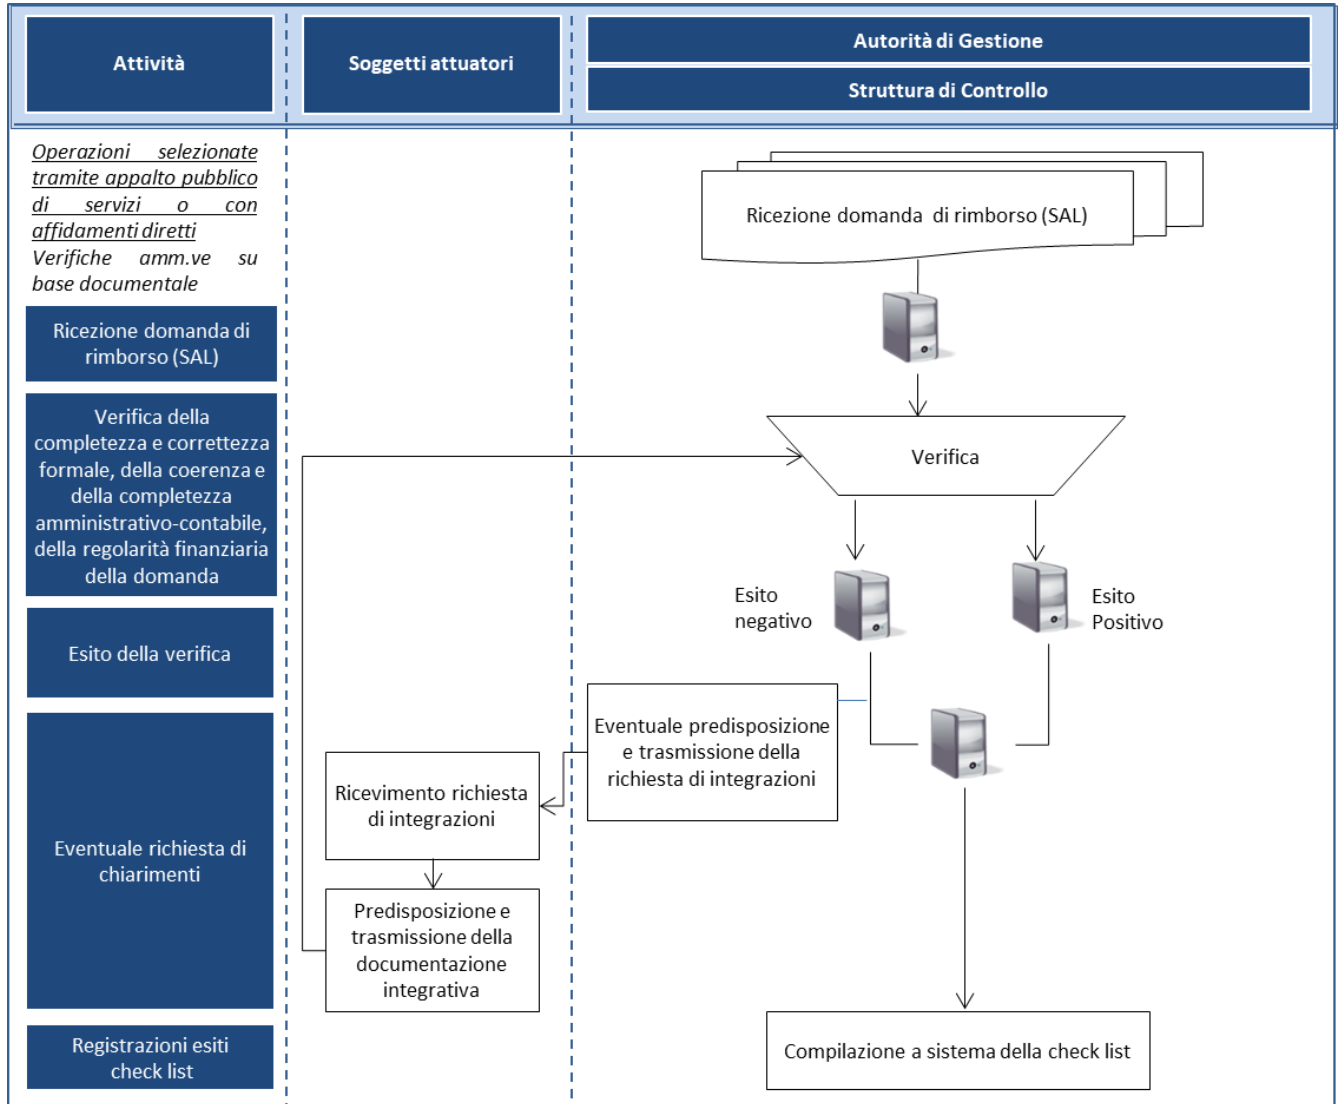 Attività
Soggetti attuatori
Autorità di Gestione
Struttura di Controllo
Operazioni selezionate
tramite appalto pubblico
di servizi o con
affidamenti diretti
Verifiche amm.ve su
base documentale
Ricezione domanda di
rimborso (SAL)
Verifica della
completezza e correttezza
formale, della coerenza e
della completezza
amministrativo-contabile,
della regolarità finanziaria
della domanda
Esito della verifica
Eventuale richiesta di
chiarimenti
Registrazioni esiti
check list
Ricezione domanda di rimborso (SAL)
Verifica
Esito
negativo
Esito
Positivo
Eventuale predisposizione
e trasmissione della
richiesta di integrazioni
Ricevimento richiesta
di integrazioni
Predisposizione e
trasmissione della
documentazione
integrativa
Compilazione a sistema della check list